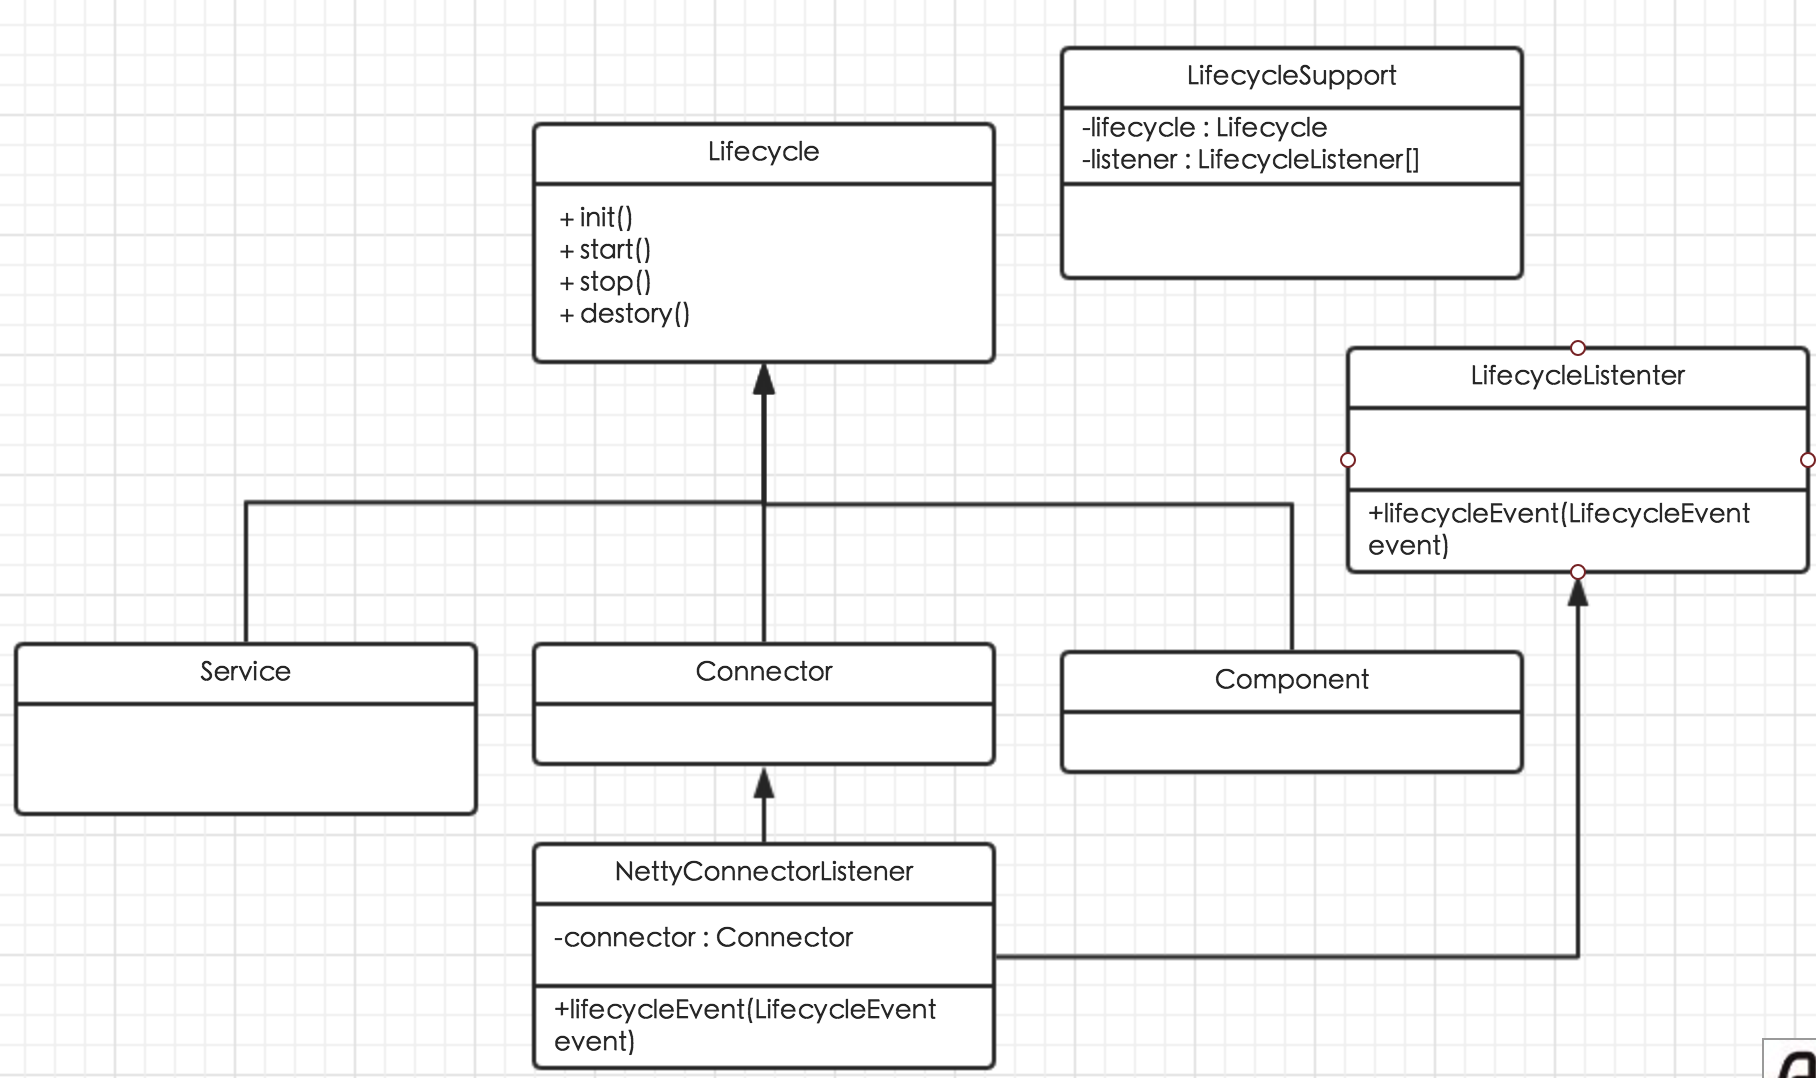 LifecycleSupport
-lifecycle : Lifecycle
-listener : LifecycleListener[]
Lifecycle
+ init()
+ start()
+ stop()
+ destory()
LifecycleListenter
+lifecycleEvent(LifecycleEvent
event)
Service
Connector
Component
NettyConnectorListener
-connector : Connector
+lifecycleEvent(LifecycleEvent
event)